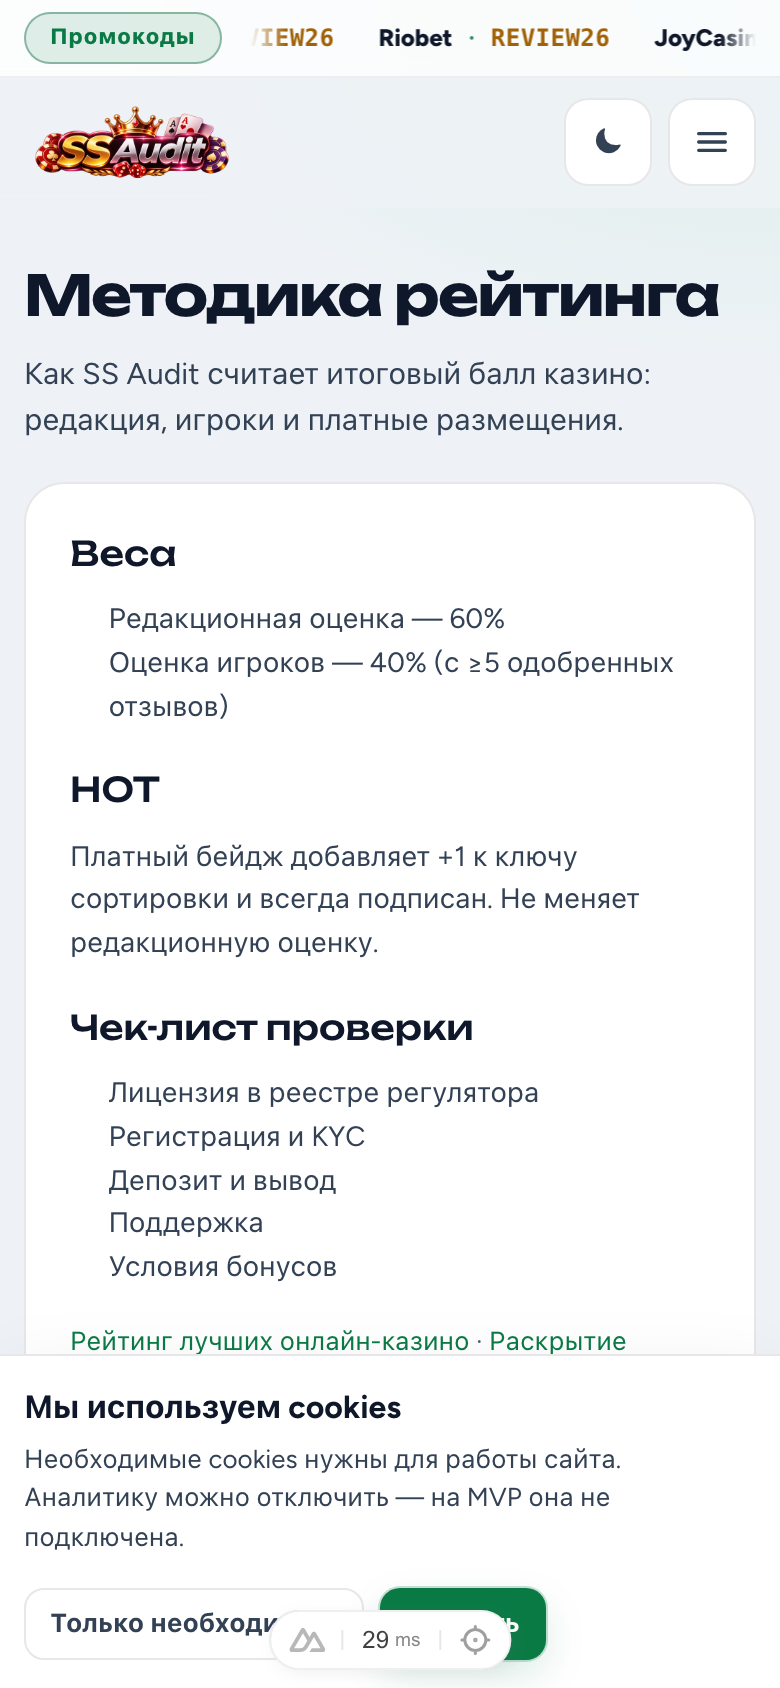 Промокоды
VIEW26 Riobet · REVIEW26 JoyCasin
SS Audit
Методика рейтинга
Как SS Audit считает итоговый балл казино:
редакция, игроки и платные размещения.
Веса
Редакционная оценка — 60%
Оценка игроков — 40% (с ≥5 одобренных
отзывов)
HOT
Платный бейдж добавляет +1 к ключу
сортировки и всегда подписан. Не меняет
редакционную оценку.
Чек-лист проверки
Лицензия в реестре регулятора
Регистрация и KYC
Депозит и вывод
Поддержка
Условия бонусов
Рейтинг лучших онлайн-казино · Раскрытие
Мы используем cookies
Необходимые cookies нужны для работы сайта.
Аналитику можно отключить — на MVP она не
подключена.
Только необходи
29 ms